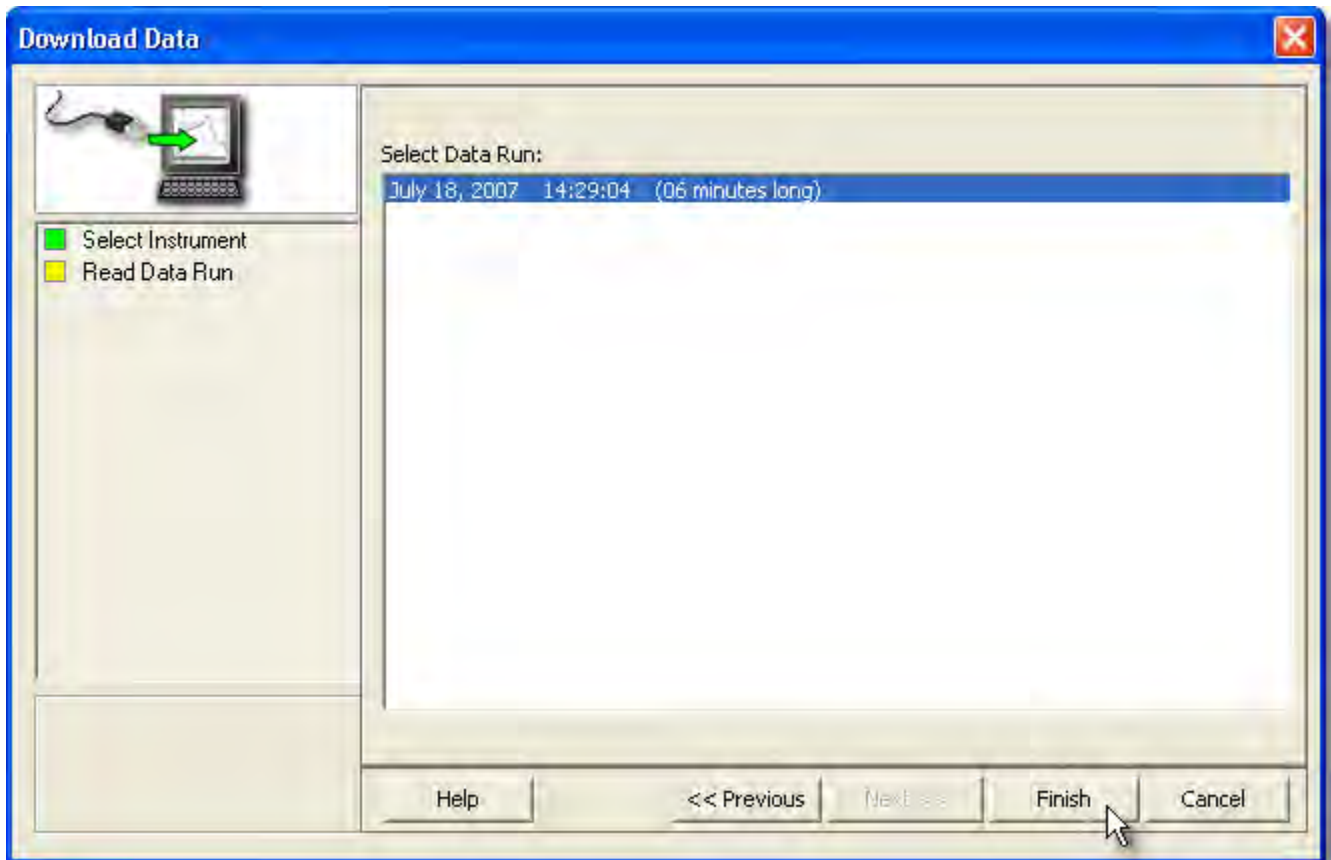 Download Data
Select Data Run:
July 18, 2007 14:29:04 (06 minutes long)
Select Instrument
Read Data Run
Help << Previous Next >> Finish Cancel